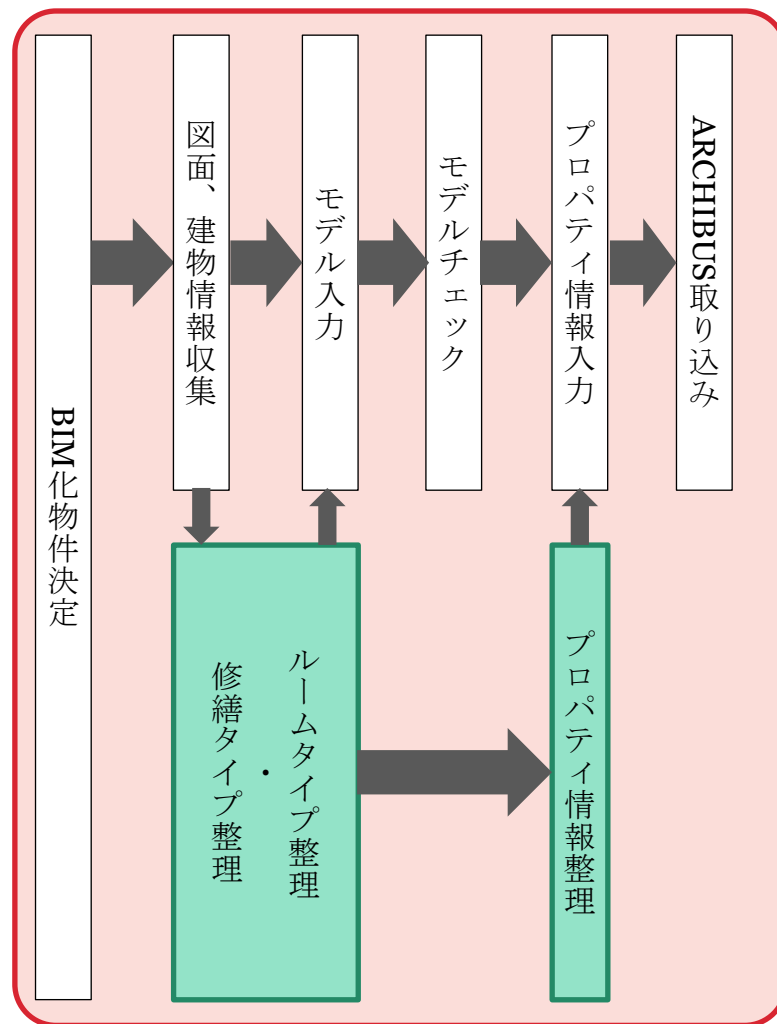 BIM化物件決定
図面、建物情報収集
モデル入力
モデルチェック
プロパティ情報入力
ARCHIBUS取り込み
ルームタイプ整理
・
修繕タイプ整理
プロパティ情報整理